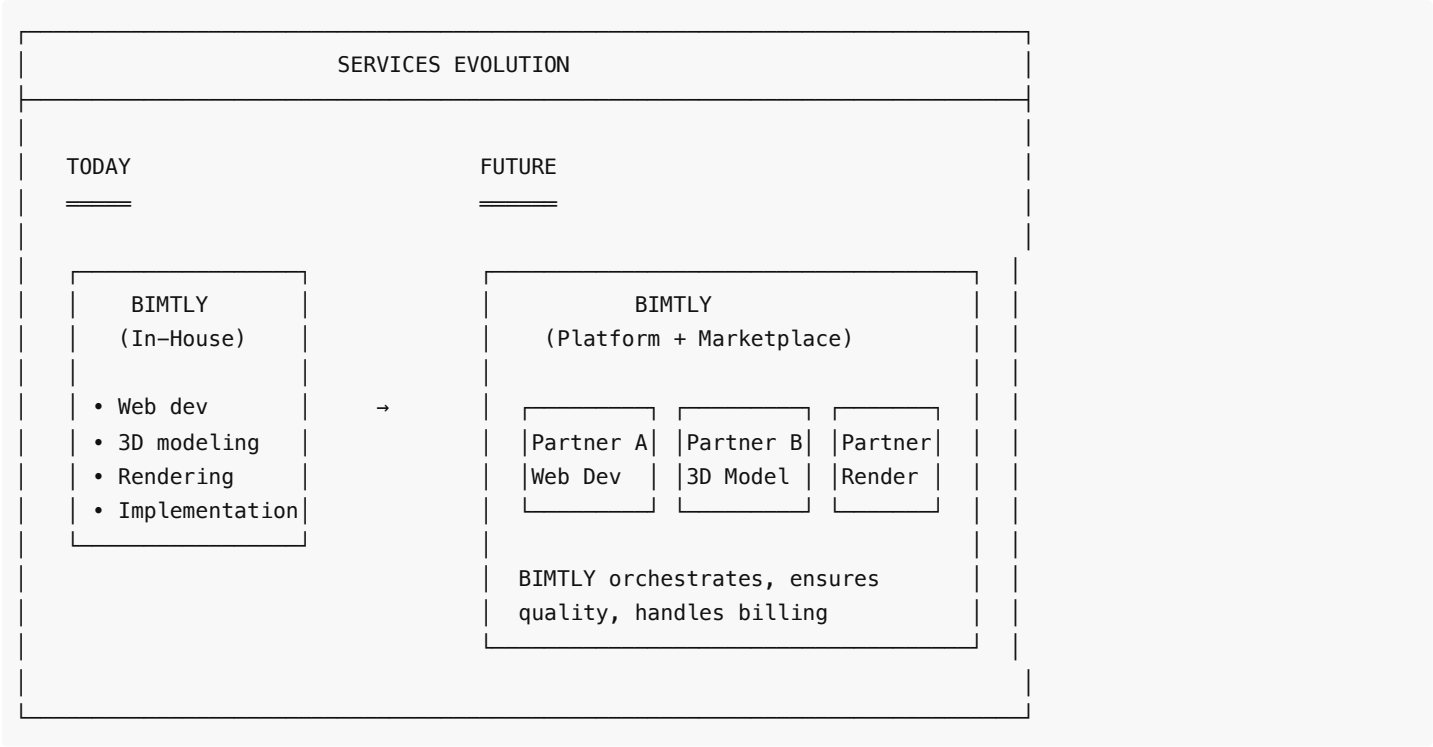 SERVICES EVOLUTION
TODAY FUTURE
BIMTLY BIMTLY
(In-House) (Platform + Marketplace)
• Web dev →
• 3D modeling Partner A Partner B Partner
• Rendering Web Dev 3D Model Render
• Implementation
BIMTLY orchestrates, ensures
quality, handles billing